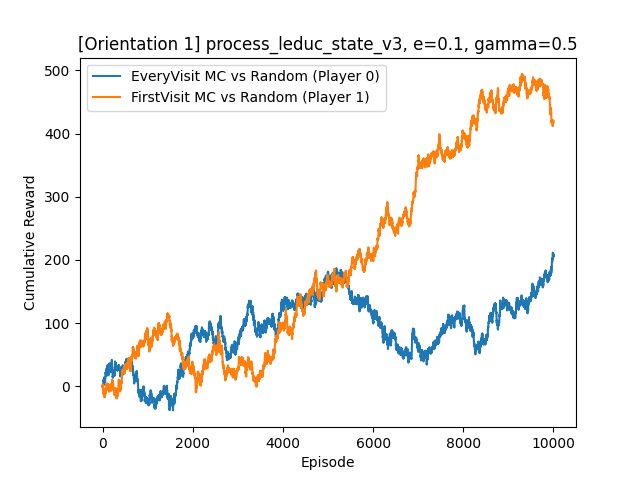 [Orientation 1] process_leduc_state_v3, e=0.1, gamma=0.5
EveryVisit MC vs Random (Player 0)
FirstVisit MC vs Random (Player 1)
500
400
300
200
100
0
Cumulative Reward
0 2000 4000 6000 8000 10000
Episode